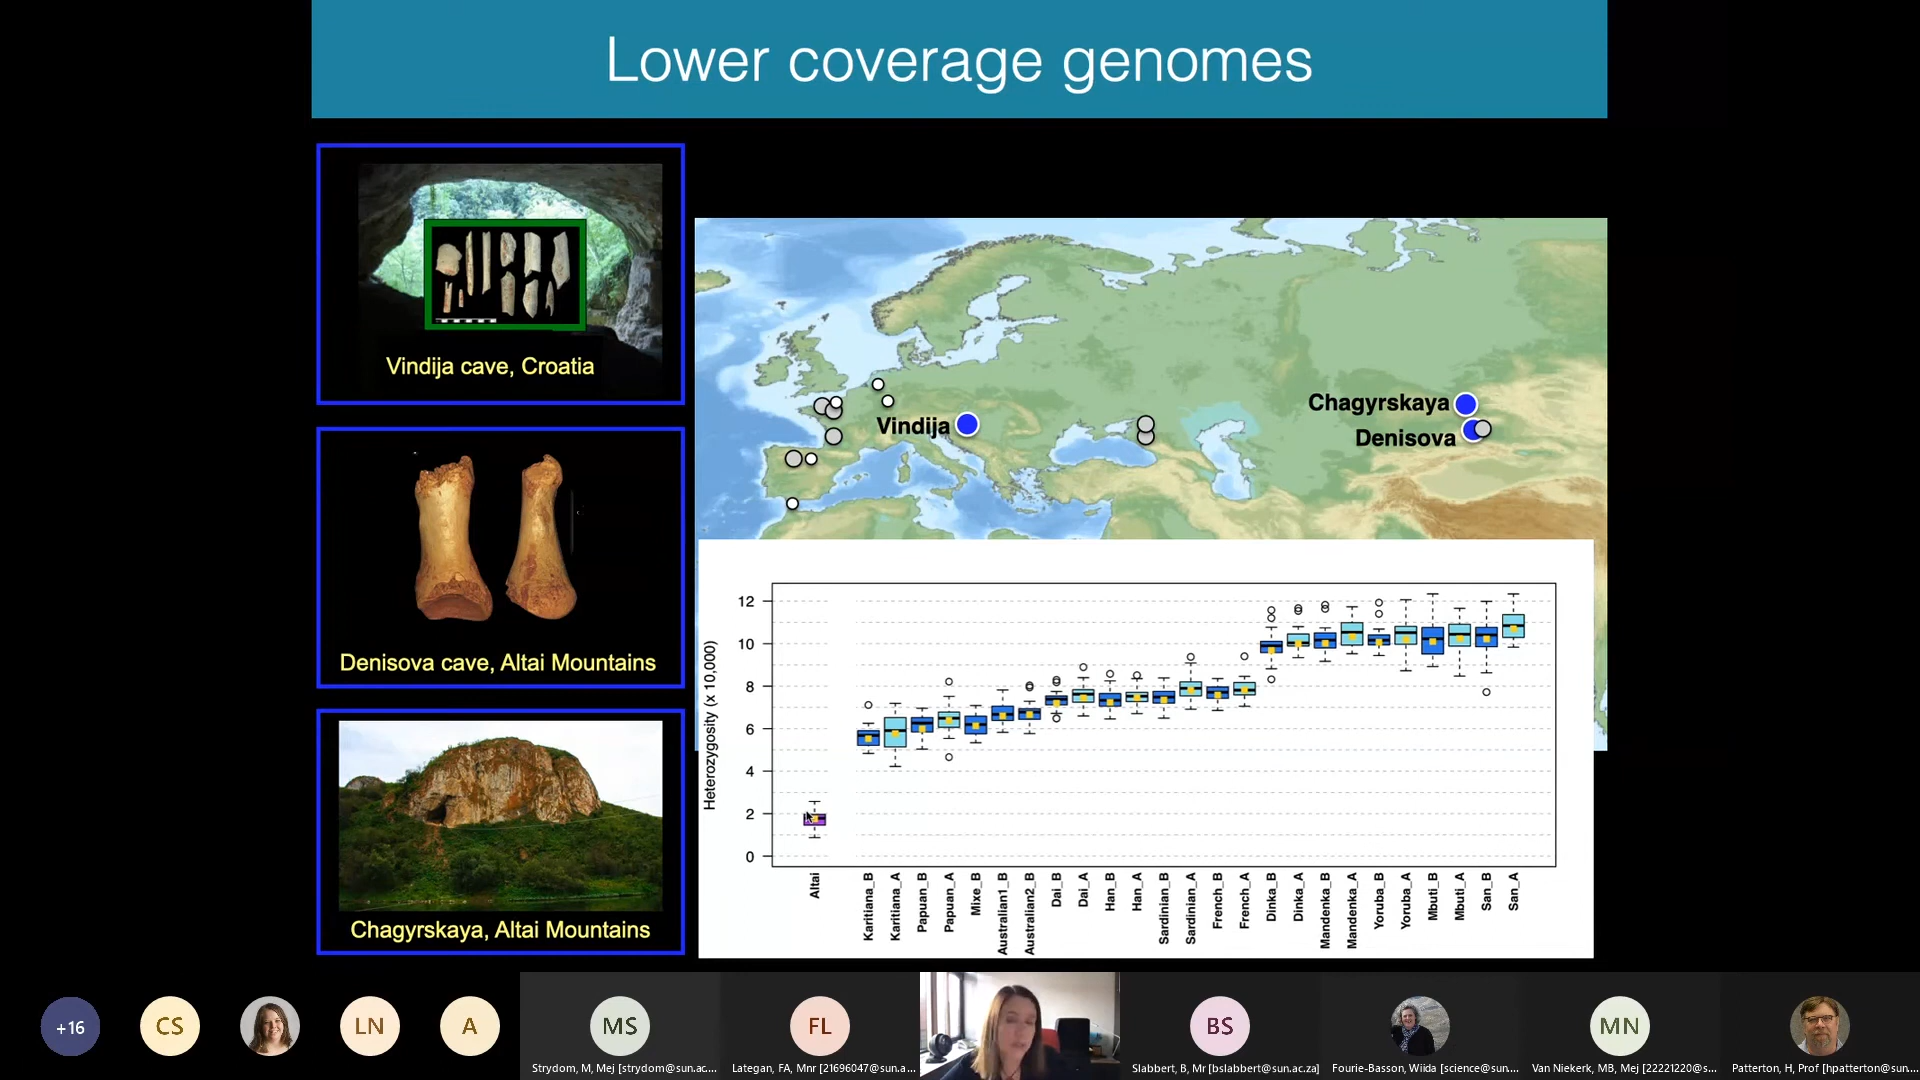 Lower coverage genomes
Vindija cave, Croatia
Denisova cave, Altai Mountains
Chagyrskaya, Altai Mountains
Vindija
Chagyrskaya
Denisova
Heterozygosity (x 10,000)
12
10
8
6
4
2
0
Altai
Karitiana_B
Karitiana_A
Papuan_B
Papuan_A
Mixe_B
Australian1_B
Australian2_B
Dai_B
Dai_A
Han_B
Han_A
Sardinian_B
Sardinian_A
French_B
French_A
Dinka_B
Dinka_A
Mandenka_B
Mandenka_A
Yoruba_B
Yoruba_A
Mbuti_B
Mbuti_A
San_B
San_A
+16
CS
LN
A
MS
Strydom, M, Mej [strydom@sun.ac....
FL
Lategan, FA, Mnr [21696047@sun.a...
BS
Slabbert, B, Mr [bslabbert@sun.ac.za]
Fourie-Basson, Wiida [science@sun....
MN
Van Niekerk, MB, Mej [22221220@s...
Patterton, H, Prof [hpatterton@sun....